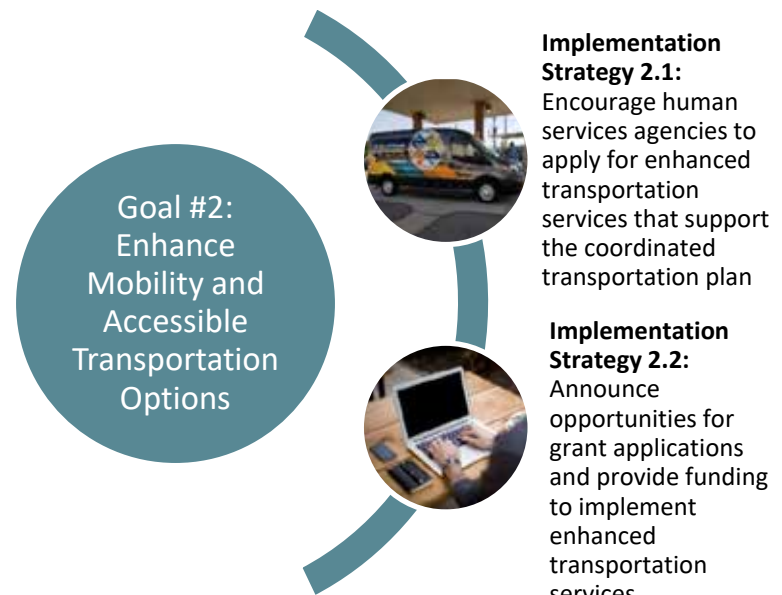 Goal #2:
Enhance
Mobility and
Accessible
Transportation
Options
Implementation
Strategy 2.1:
Encourage human
services agencies to
apply for enhanced
transportation
services that support
the coordinated
transportation plan
Implementation
Strategy 2.2:
Announce
opportunities for
grant applications
and provide funding
to implement
enhanced
transportation
services